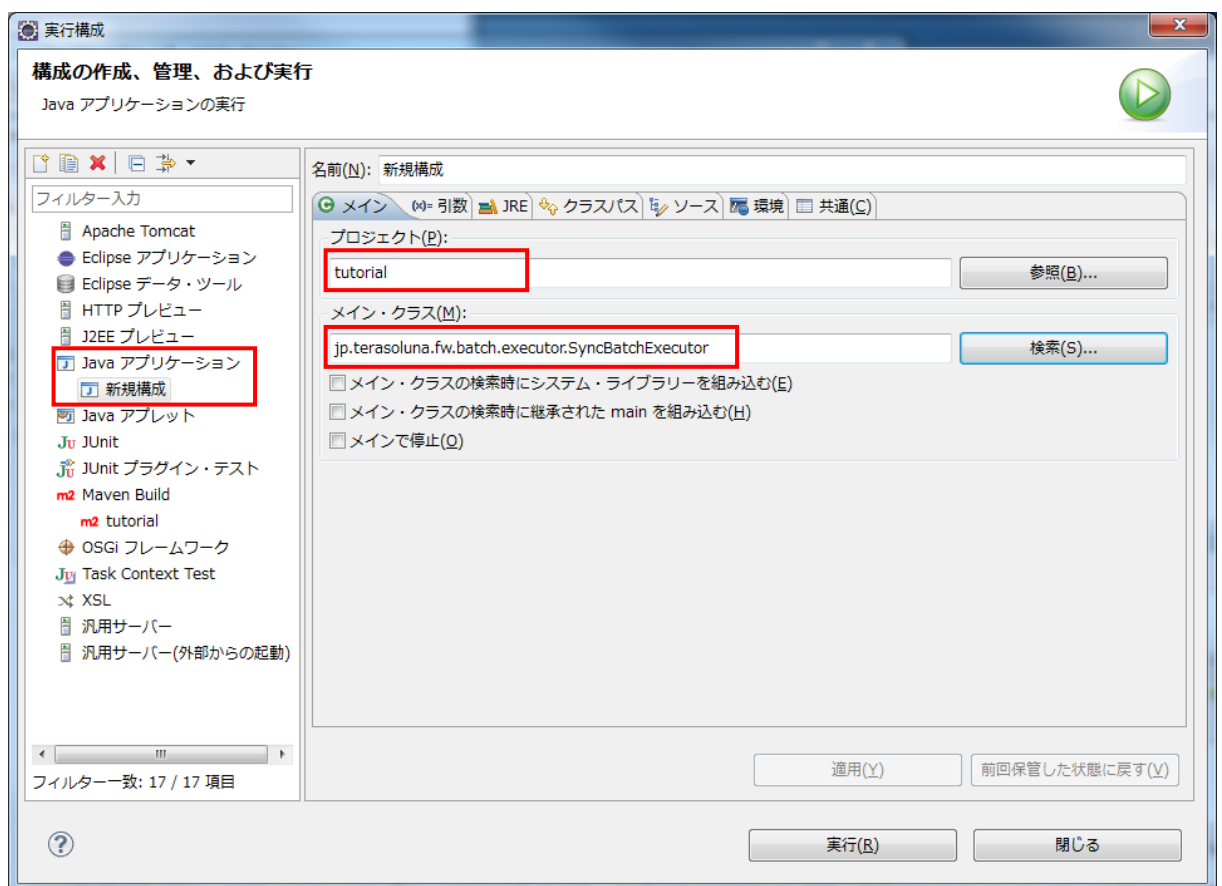 実行構成
構成の作成、管理、および実行
Java アプリケーションの実行
フィルター入力
Apache Tomcat
Eclipse アプリケーション
Eclipse データ・ツール
HTTP プレビュー
J2EE プレビュー
Java アプリケーション
新規構成
Java アプレット
JUnit
JUnit プラグイン・テスト
m2 Maven Build
m2 tutorial
OSGi フレームワーク
Task Context Test
XSL
汎用サーバー
汎用サーバー(外部からの起動)
フィルター一致: 17 / 17 項目
名前(N): 新規構成
メイン (x)= 引数 JRE クラスパス ソース 環境 共通(C)
プロジェクト(P):
tutorial 参照(B)...
メイン・クラス(M):
jp.terasoluna.fw.batch.executor.SyncBatchExecutor 検索(S)...
メイン・クラスの検索時にシステム・ライブラリーを組み込む(E)
メイン・クラスの検索時に継承された main を組み込む(H)
メインで停止(O)
適用(Y) 前回保管した状態に戻す(V)
実行(R) 閉じる